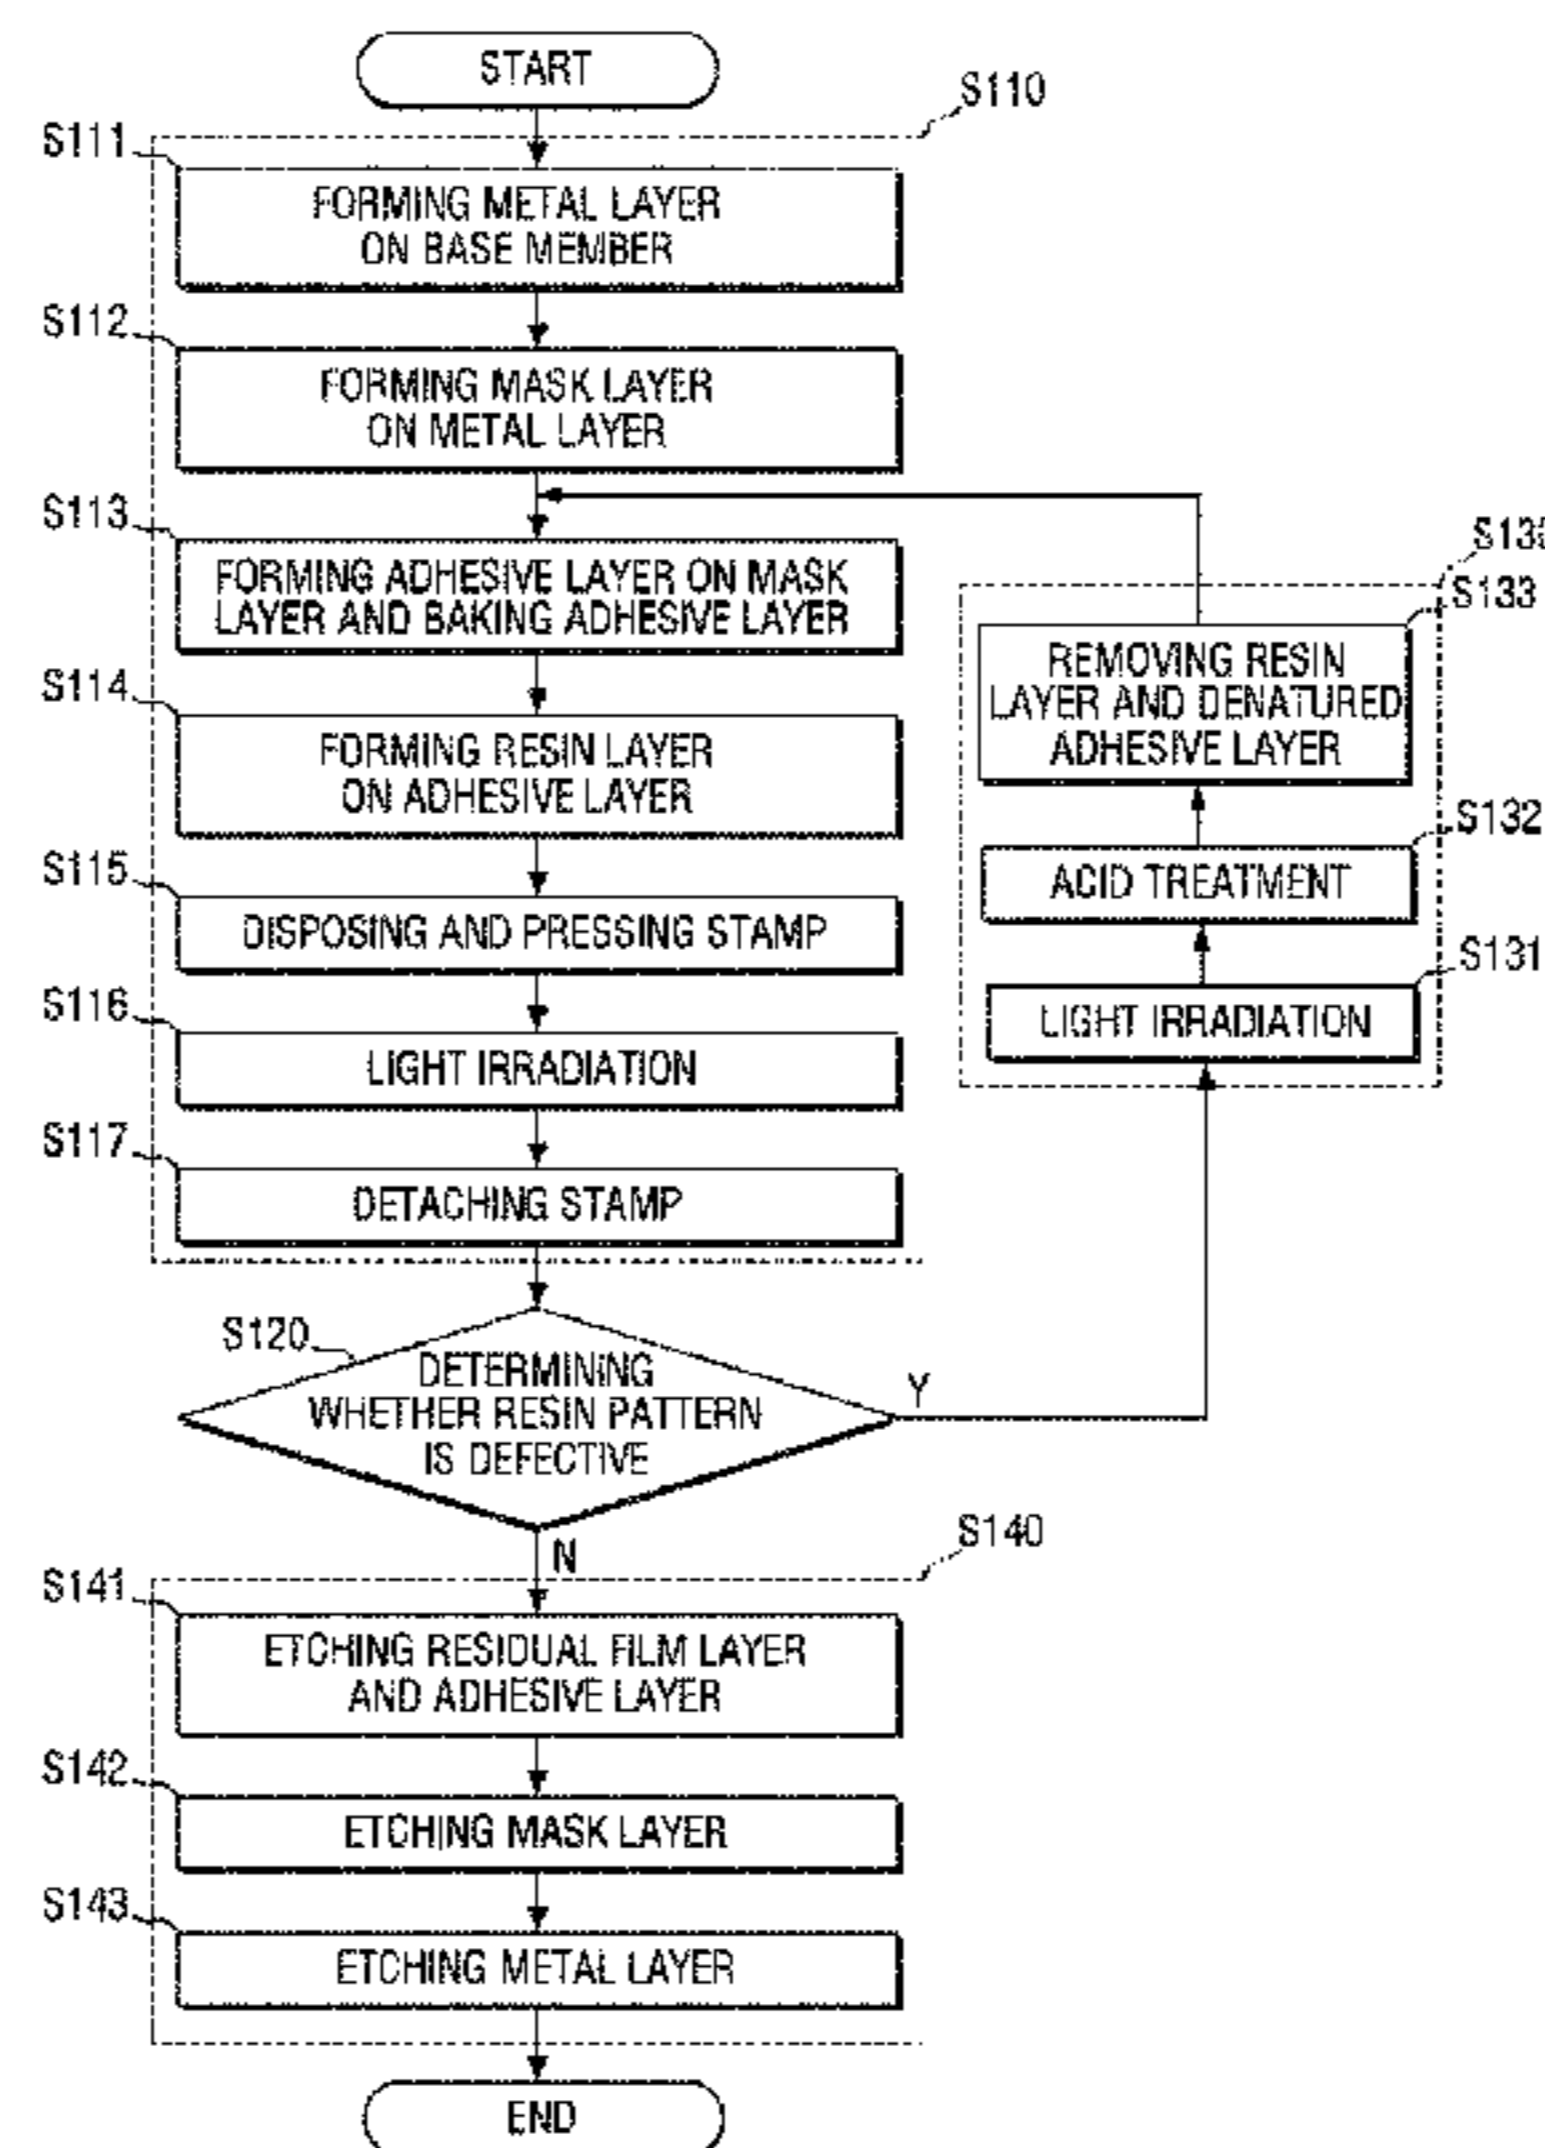 START
S110
S111
FORMING METAL LAYER
ON BASE MEMBER
S112
FORMING MASK LAYER
ON METAL LAYER
S113
FORMING ADHESIVE LAYER ON MASK
LAYER AND BAKING ADHESIVE LAYER
S114
FORMING RESIN LAYER
ON ADHESIVE LAYER
S115
DISPOSING AND PRESSING STAMP
S116
LIGHT IRRADIATION
S117
DETACHING STAMP
S120
DETERMINING
WHETHER RESIN PATTERN
IS DEFECTIVE
Y
N
S133
REMOVING RESIN
LAYER AND DENATURED
ADHESIVE LAYER
S132
ACID TREATMENT
S131
LIGHT IRRADIATION
S140
S141
ETCHING RESIDUAL FILM LAYER
AND ADHESIVE LAYER
S142
ETCHING MASK LAYER
S143
ETCHING METAL LAYER
END